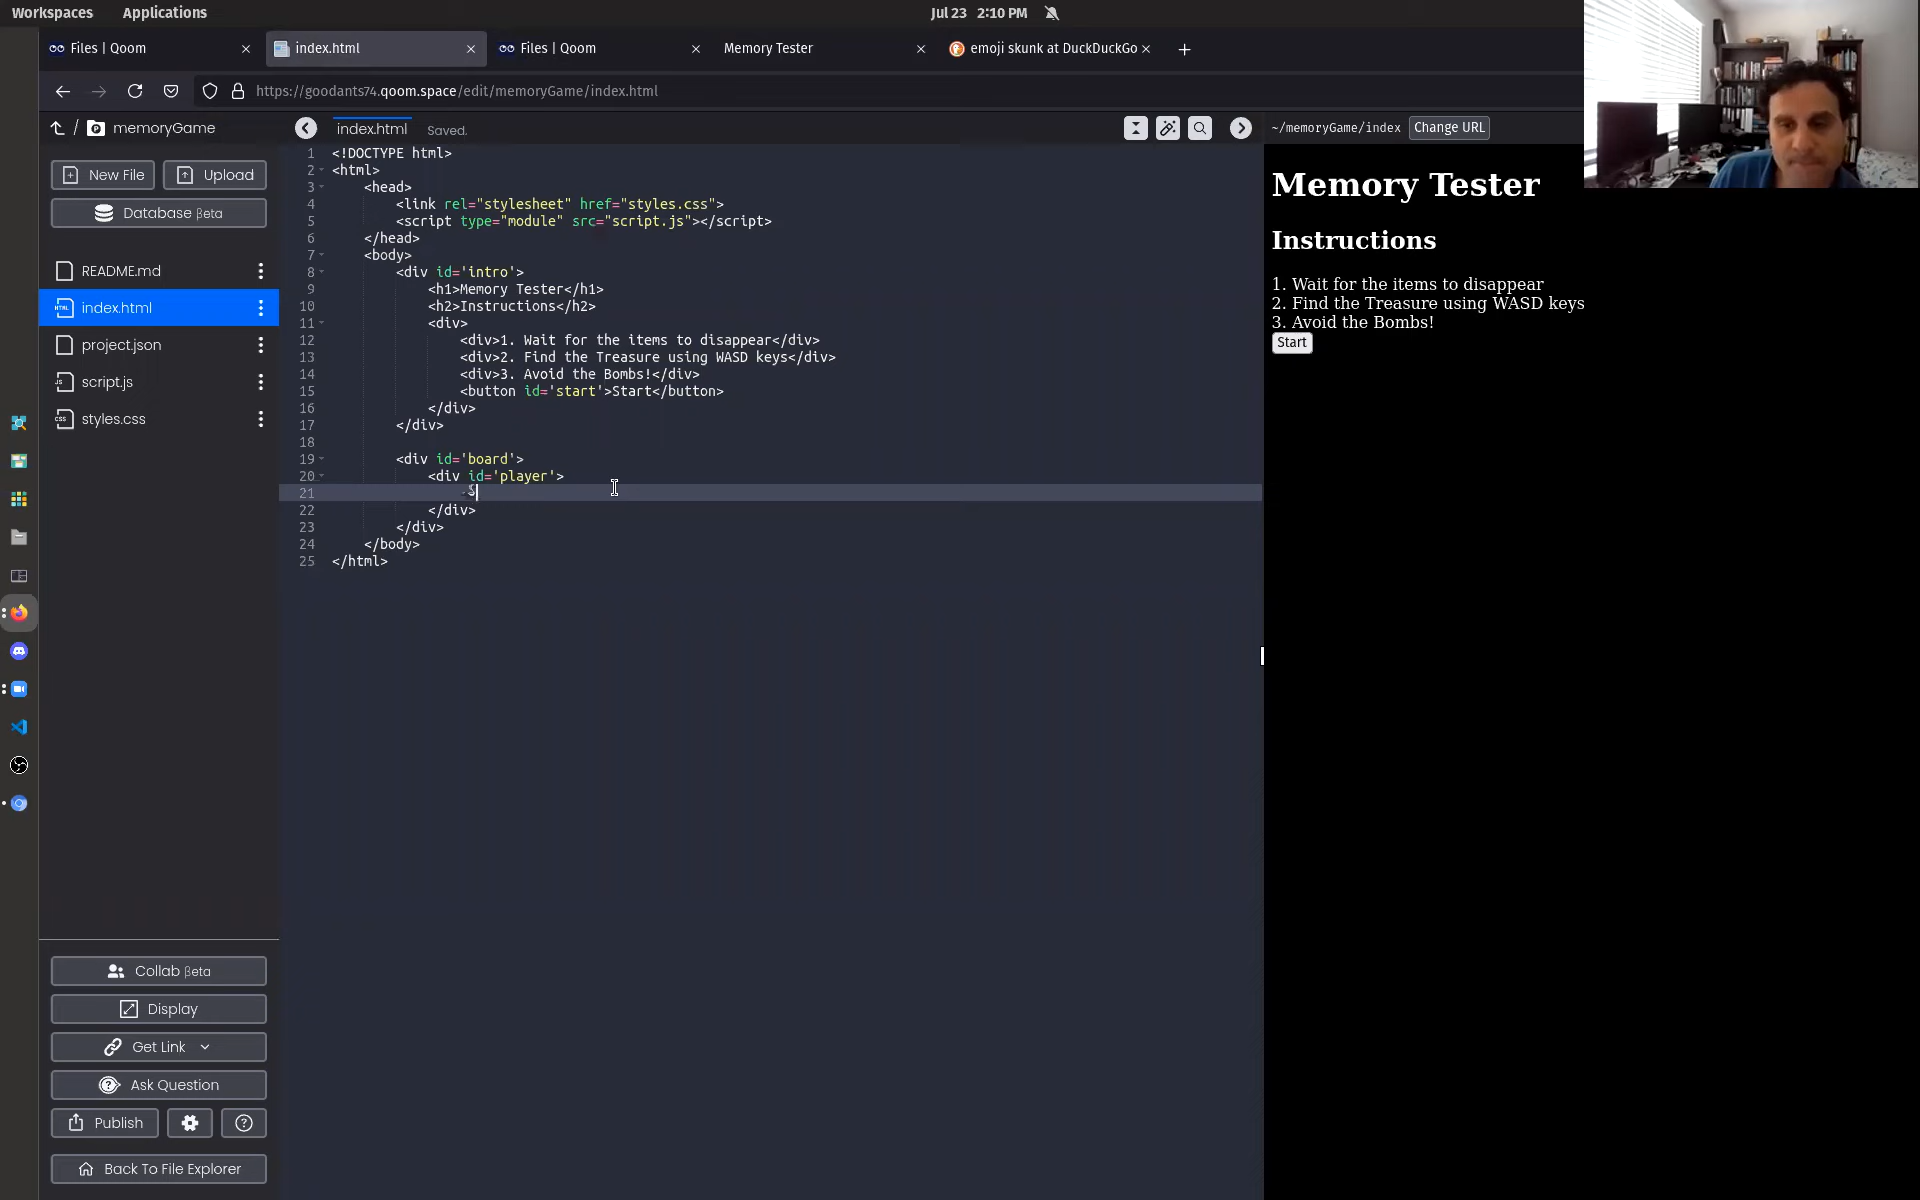 Workspaces Applications Jul 23 2:10 PM
Files | Qoom index.html Files | Qoom Memory Tester emoji skunk at DuckDuckGo
https://goodants74.qoom.space/edit/memoryGame/index.html
/ memoryGame index.html Saved. ~/memoryGame/index Change URL
New File Upload
Database βeta
README.md
index.html
project.json
script.js
styles.css
Collab βeta
Display
Get Link
Ask Question
Publish
Back To File Explorer
1 <!DOCTYPE html>
2 <html>
3 <head>
4 <link rel="stylesheet" href="styles.css">
5 <script type="module" src="script.js"></script>
6 </head>
7 <body>
8 <div id='intro'>
9 <h1>Memory Tester</h1>
10 <h2>Instructions</h2>
11 <div>
12 <div>1. Wait for the items to disappear</div>
13 <div>2. Find the Treasure using WASD keys</div>
14 <div>3. Avoid the Bombs!</div>
15 <button id='start'>Start</button>
16 </div>
17 </div>
18
19 <div id='board'>
20 <div id='player'>
21
22 </div>
23 </div>
24 </body>
25 </html>
Memory Tester
Instructions
1. Wait for the items to disappear
2. Find the Treasure using WASD keys
3. Avoid the Bombs!
Start